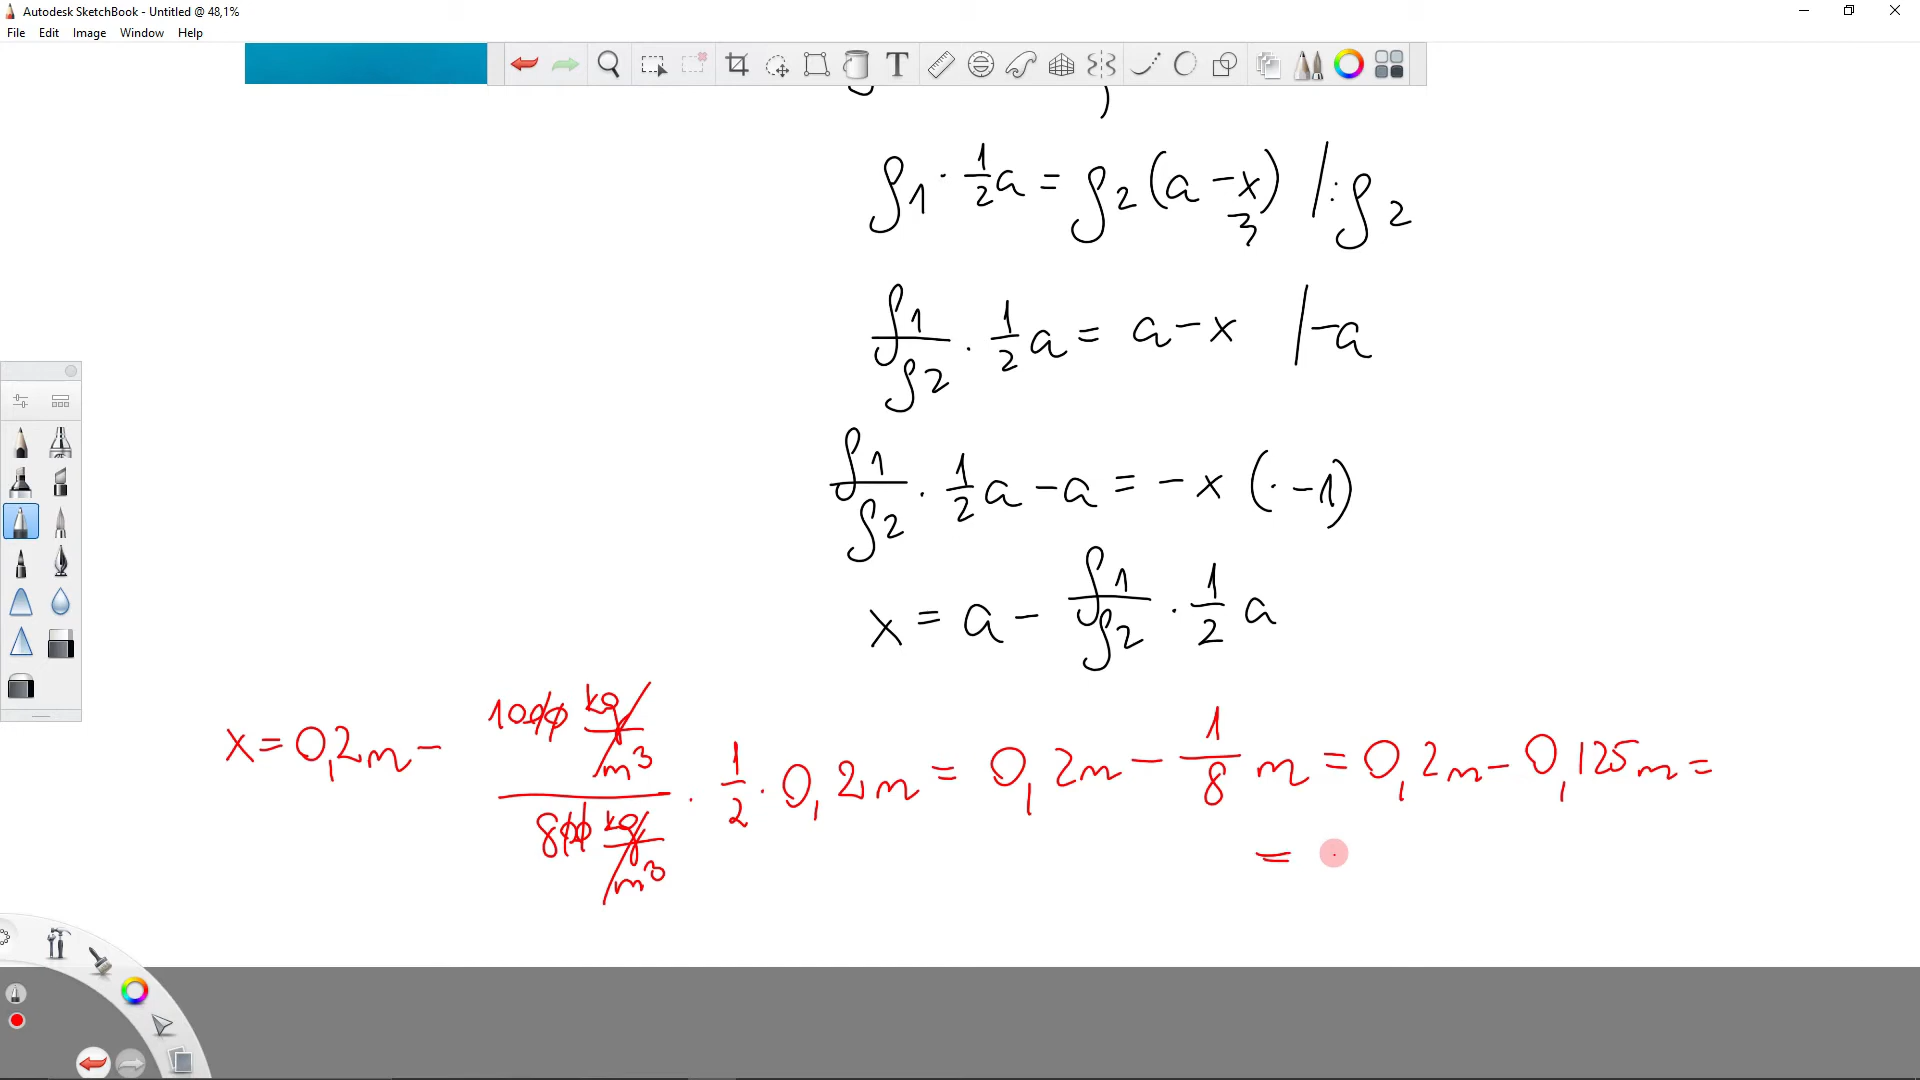 Autodesk SketchBook - Untitled @ 48,1%
File Edit Image Window Help
T
ρ1 · 1/2 a = ρ2 (a - x) /: ρ2
3
ρ1/ρ2 · 1/2 a = a - x /-a
ρ1/ρ2 · 1/2 a - a = - x (· -1)
x = a - ρ1/ρ2 · 1/2 a
x = 0,2m - 1000 kg/m3 / 800 kg/m3 · 1/2 · 0,2m = 0,2m - 1/8 m = 0,2m - 0,125m =
=